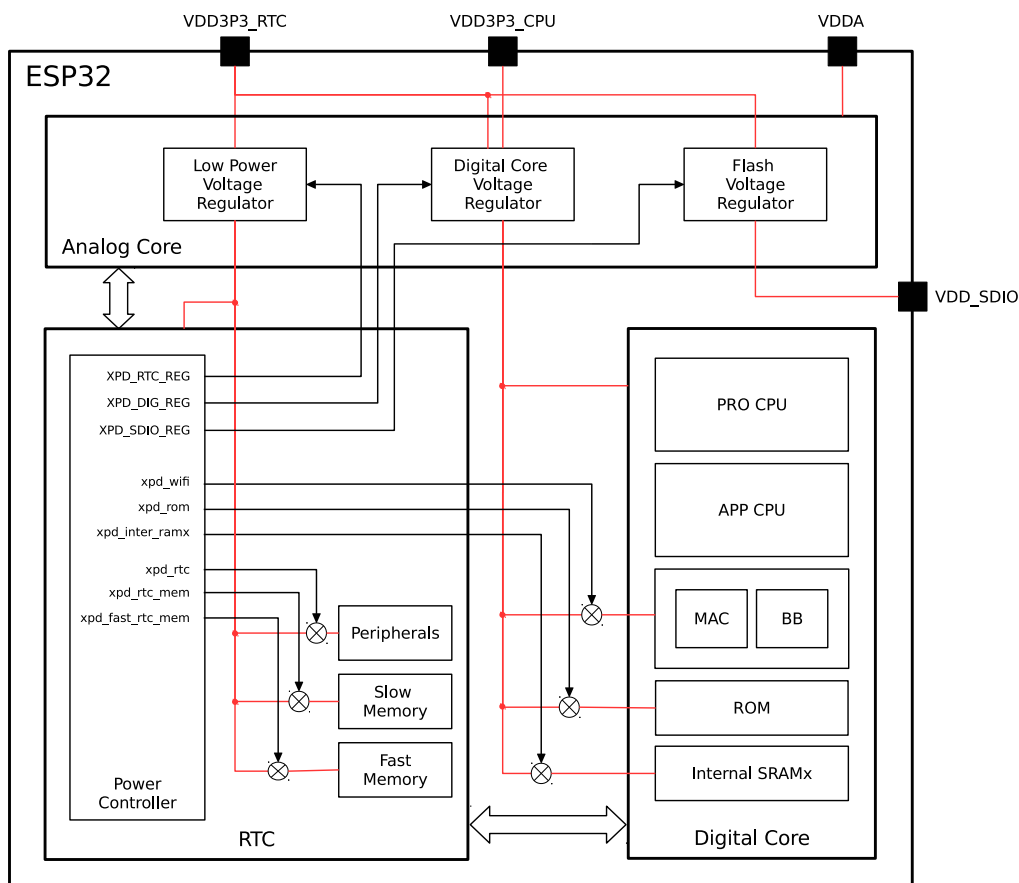 VDD3P3_RTC
VDD3P3_CPU
VDDA
ESP32
Low Power
Voltage
Regulator
Digital Core
Voltage
Regulator
Flash
Voltage
Regulator
Analog Core
VDD_SDIO
XPD_RTC_REG
XPD_DIG_REG
XPD_SDIO_REG
xpd_wifi
xpd_rom
xpd_inter_ramx
xpd_rtc
xpd_rtc_mem
xpd_fast_rtc_mem
Power
Controller
Peripherals
Slow
Memory
Fast
Memory
RTC
PRO CPU
APP CPU
MAC
BB
ROM
Internal SRAMx
Digital Core